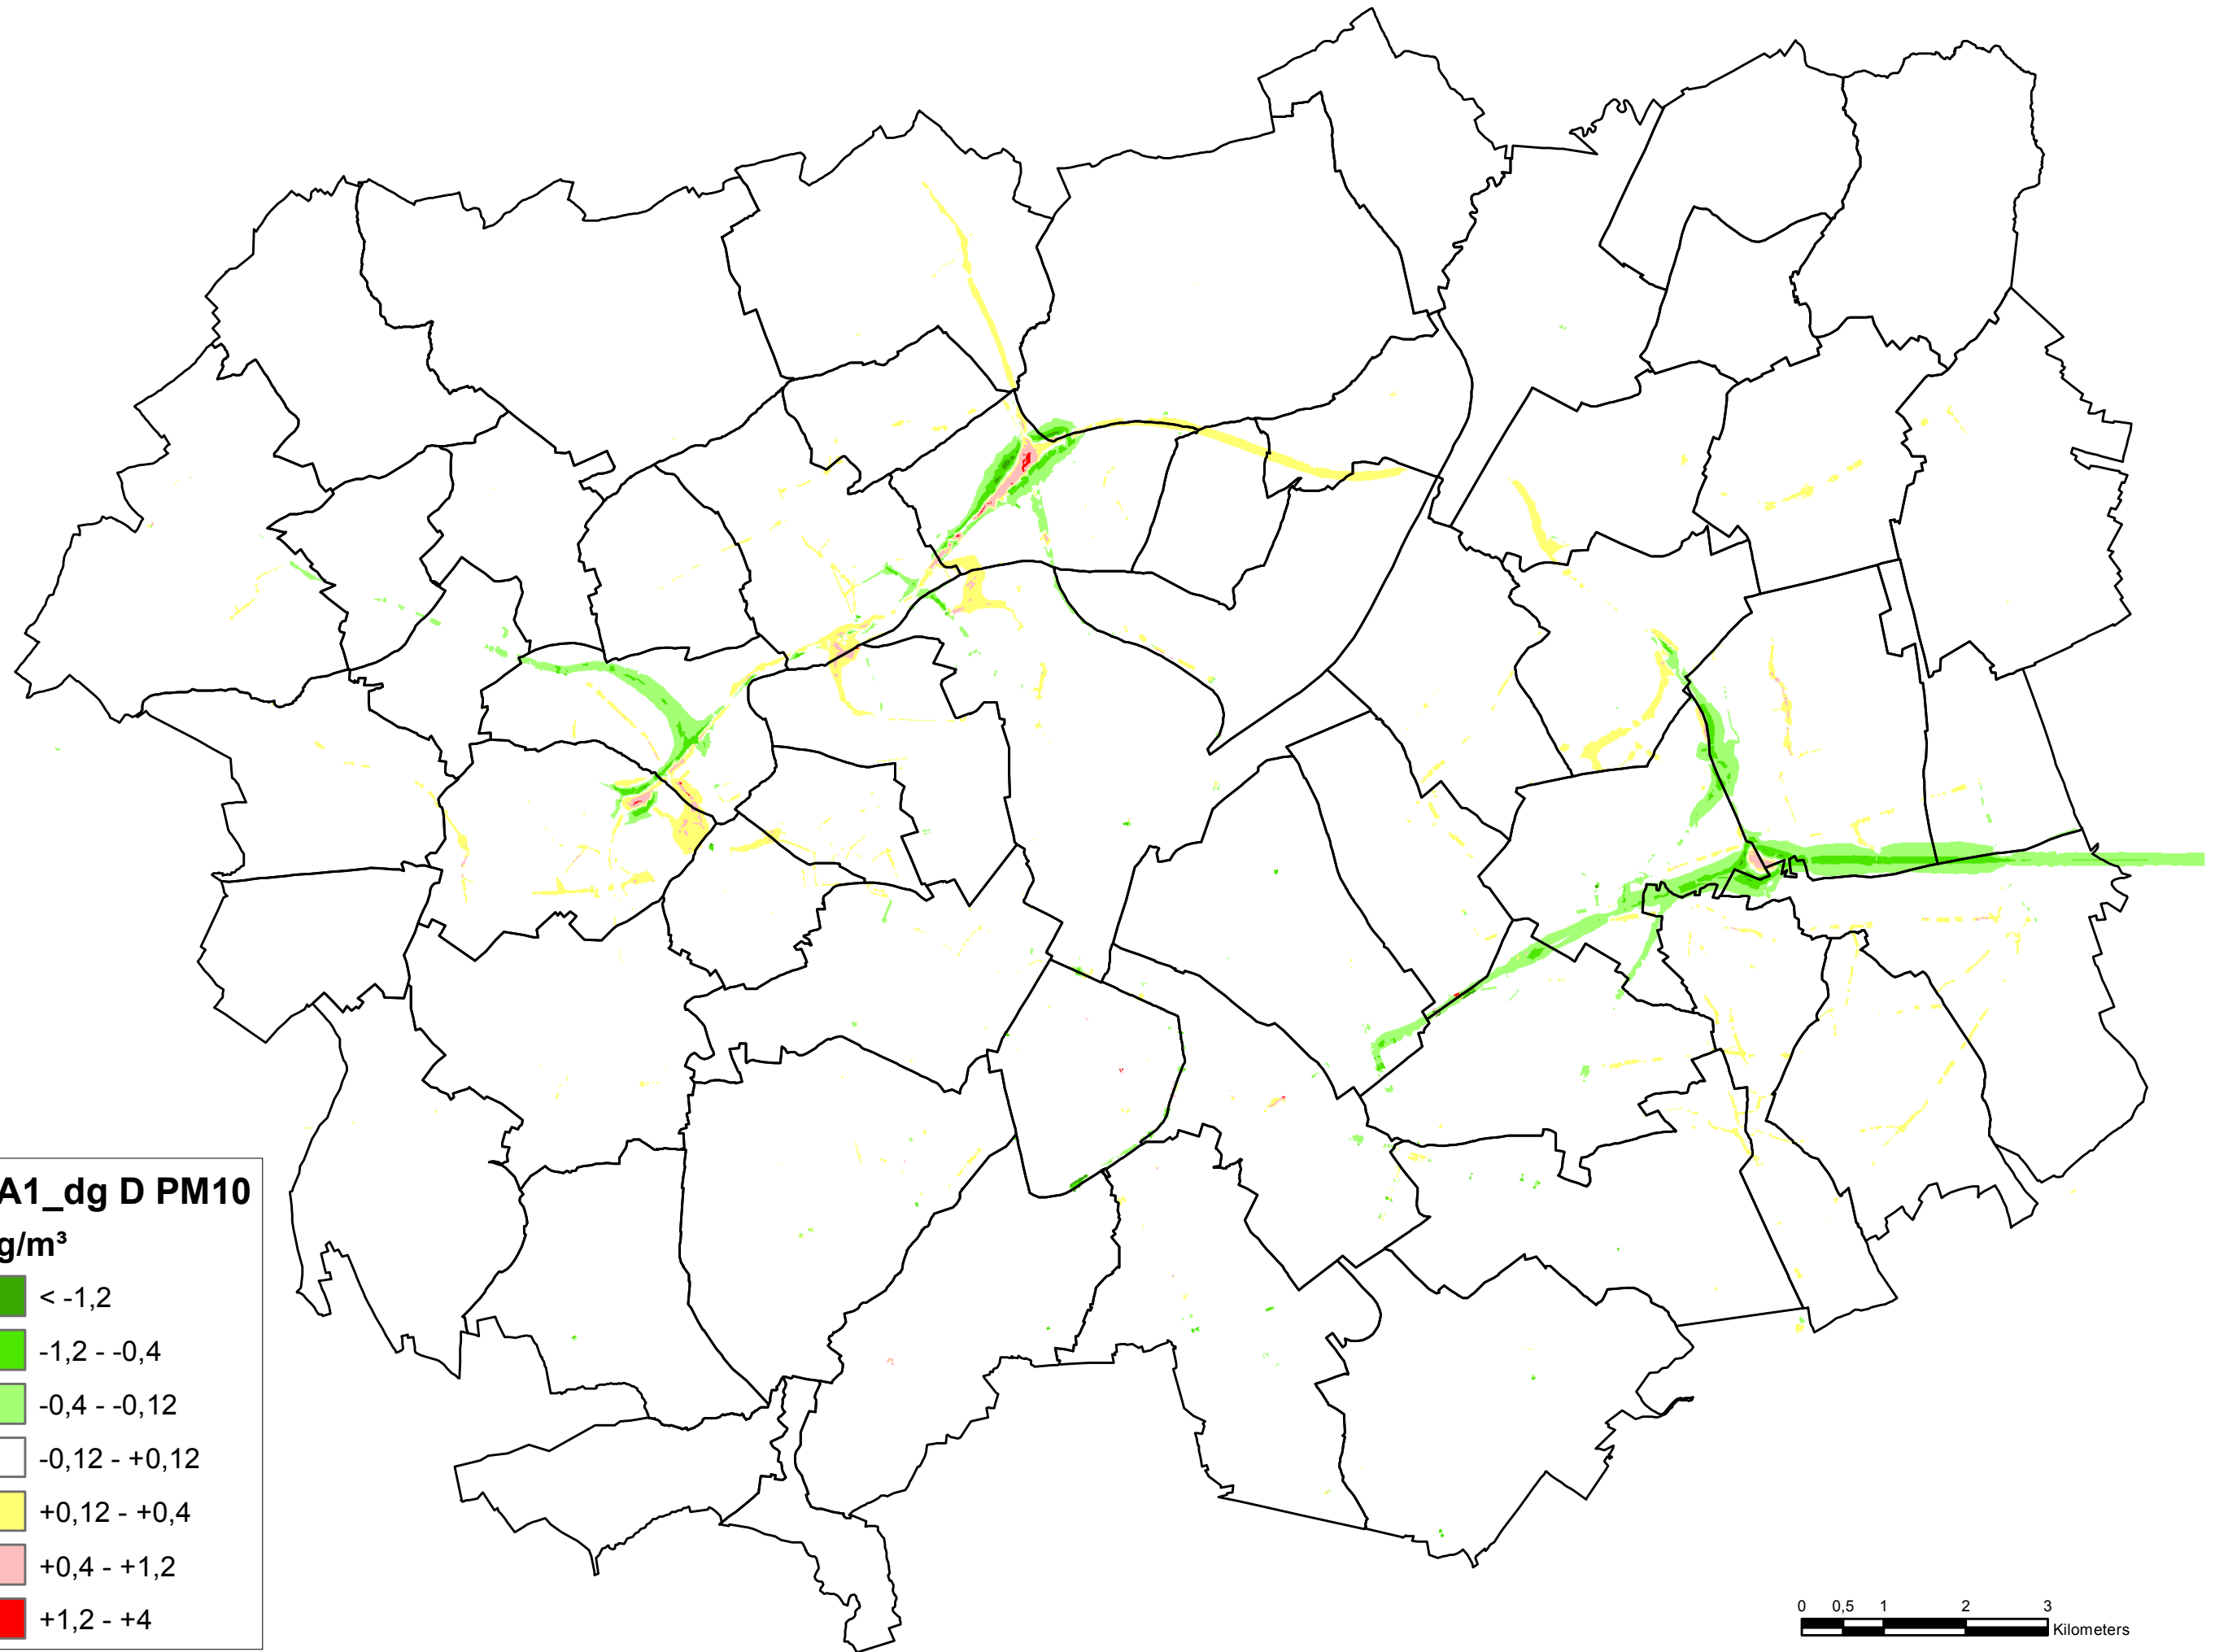 A1_dg D PM10
g/m³
< -1,2
-1,2 - -0,4
-0,4 - -0,12
-0,12 - +0,12
+0,12 - +0,4
+0,4 - +1,2
+1,2 - +4
0 0,5 1 2 3
Kilometers